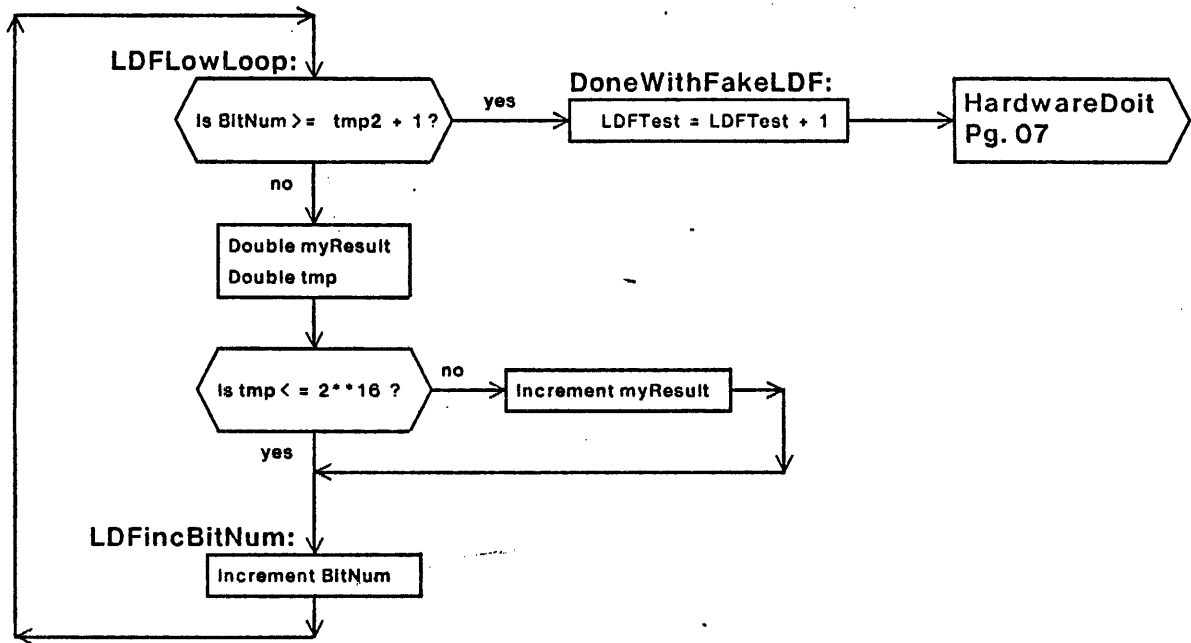 LDFLowLoop:
Is BitNum >= tmp2 + 1 ?
yes
DoneWithFakeLDF:
LDFTest = LDFTest + 1
HardwareDoit
Pg. 07
no
Double myResult
Double tmp
Is tmp < = 2**16 ?
no
Increment myResult
yes
LDFincBitNum:
Increment BitNum